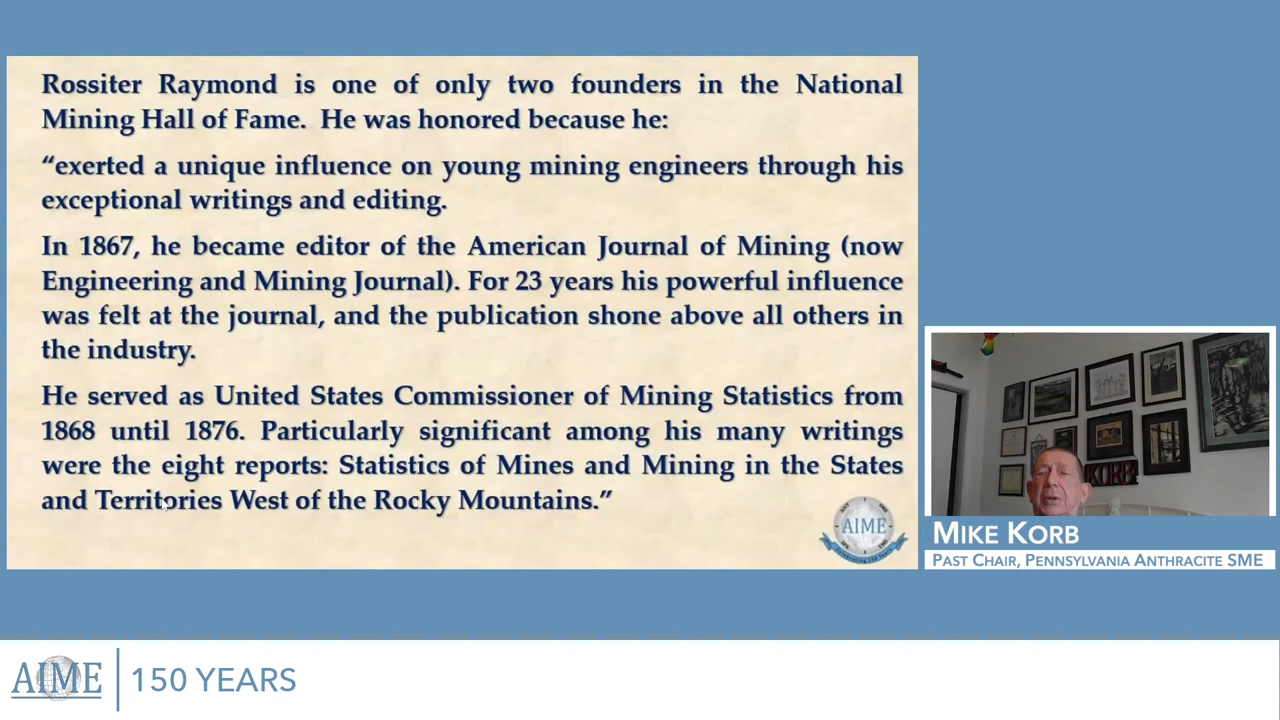 Rossiter Raymond is one of only two founders in the National
Mining Hall of Fame. He was honored because he:
“exerted a unique influence on young mining engineers through his
exceptional writings and editing.
In 1867, he became editor of the American Journal of Mining (now
Engineering and Mining Journal). For 23 years his powerful influence
was felt at the journal, and the publication shone above all others in
the industry.
He served as United States Commissioner of Mining Statistics from
1868 until 1876. Particularly significant among his many writings
were the eight reports: Statistics of Mines and Mining in the States
and Territories West of the Rocky Mountains.”
AIME
KORB
MIKE KORB
PAST CHAIR, PENNSYLVANIA ANTHRACITE SME
AIME
150 YEARS